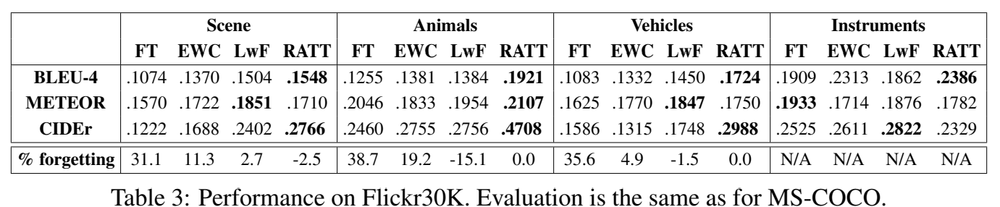 Scene Animals Vehicles Instruments
FT EWC LwF RATT FT EWC LwF RATT FT EWC LwF RATT FT EWC LwF RATT
BLEU-4 .1074 .1370 .1504 .1548 .1255 .1381 .1384 .1921 .1083 .1332 .1450 .1724 .1909 .2313 .1862 .2386
METEOR .1570 .1722 .1851 .1710 .2046 .1833 .1954 .2107 .1625 .1770 .1847 .1750 .1933 .1714 .1876 .1782
CIDEr .1222 .1688 .2402 .2766 .2460 .2755 .2756 .4708 .1586 .1315 .1748 .2988 .2525 .2611 .2822 .2329
% forgetting 31.1 11.3 2.7 -2.5 38.7 19.2 -15.1 0.0 35.6 4.9 -1.5 0.0 N/A N/A N/A N/A
Table 3: Performance on Flickr30K. Evaluation is the same as for MS-COCO.